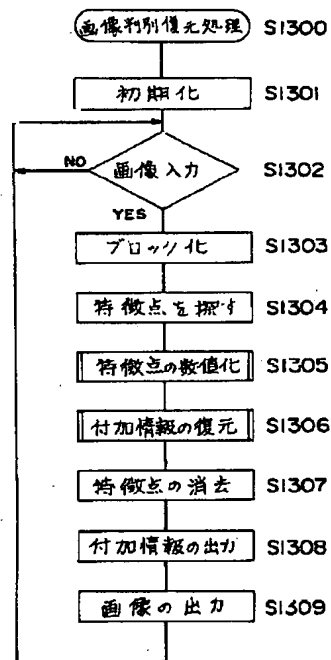 画像判別復元処理 S1300
初期化 S1301
NO 画像入力 S1302
YES
ブロック化 S1303
特徴点を探す S1304
特徴点の数値化 S1305
付加情報の復元 S1306
特徴点の消去 S1307
付加情報の出力 S1308
画像の出力 S1309